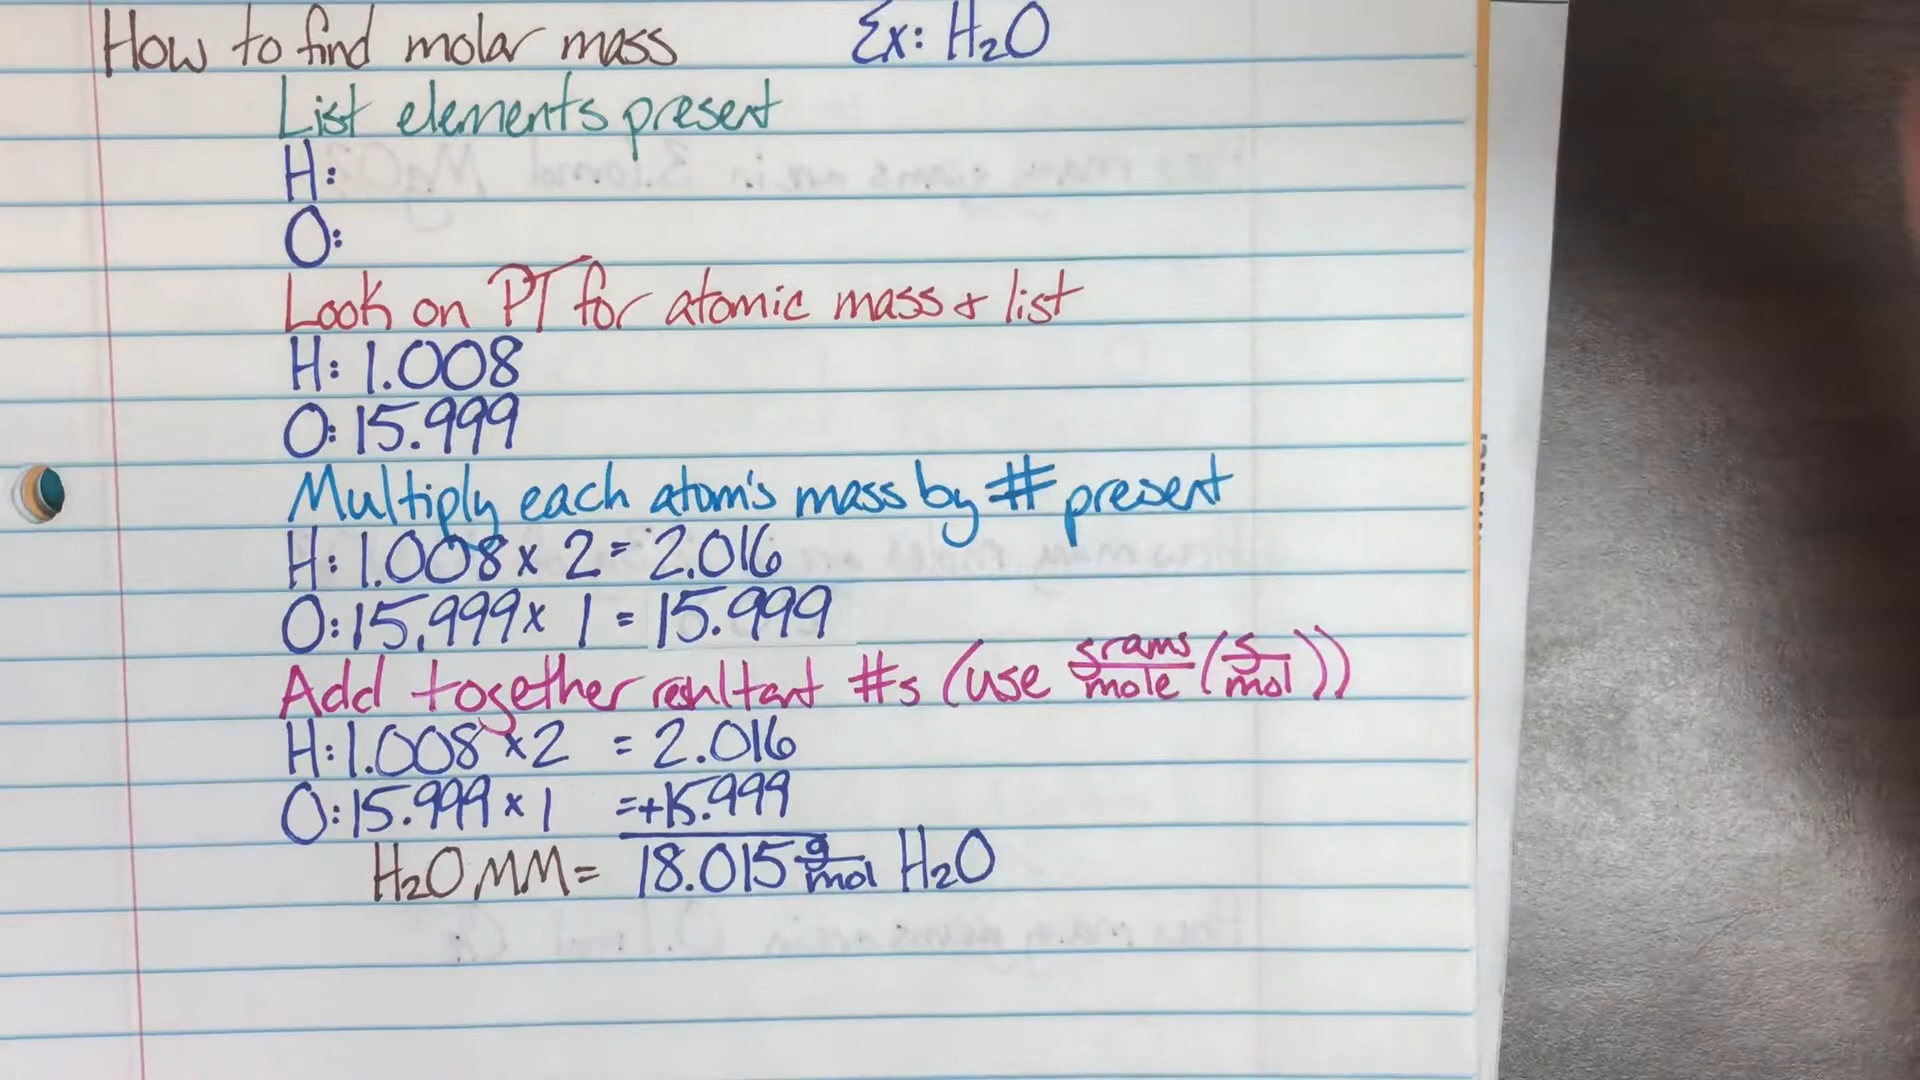 How to find molar mass Ex: H₂O
List elements present
H:
O:
Look on PT for atomic mass & list
H: 1.008
O: 15.999
Multiply each atom's mass by # present
H: 1.008 x 2 = 2.016
O: 15.999 x 1 = 15.999
Add together resultant #s (use grams/mole (g/mol))
H: 1.008 x 2 = 2.016
O: 15.999 x 1 = +15.999
H₂O MM = 18.015 g/mol H₂O